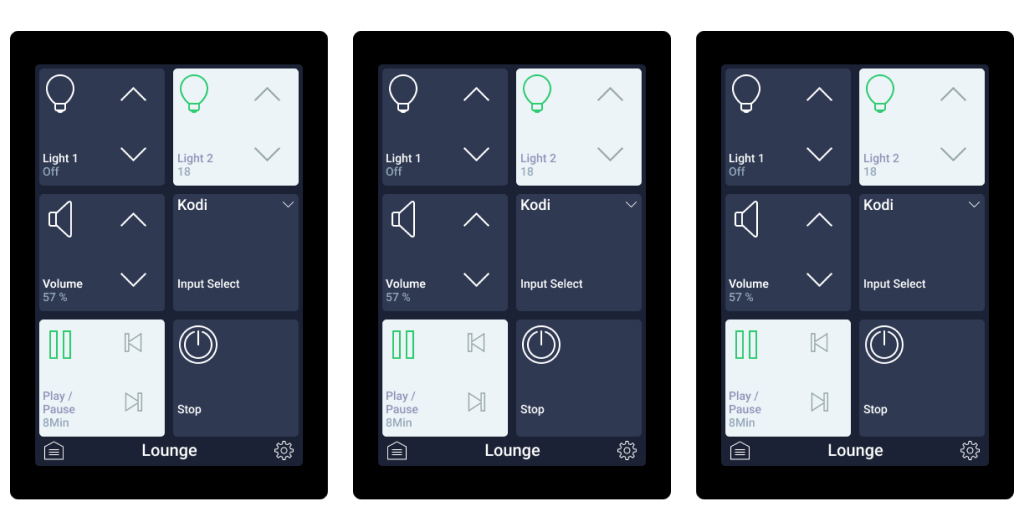 Light 1
Off
Light 2
18
Volume
57 %
Kodi
Input Select
Play /
Pause
8Min
Stop
Lounge
Light 1
Off
Light 2
18
Volume
57 %
Kodi
Input Select
Play /
Pause
8Min
Stop
Lounge
Light 1
Off
Light 2
18
Volume
57 %
Kodi
Input Select
Play /
Pause
8Min
Stop
Lounge